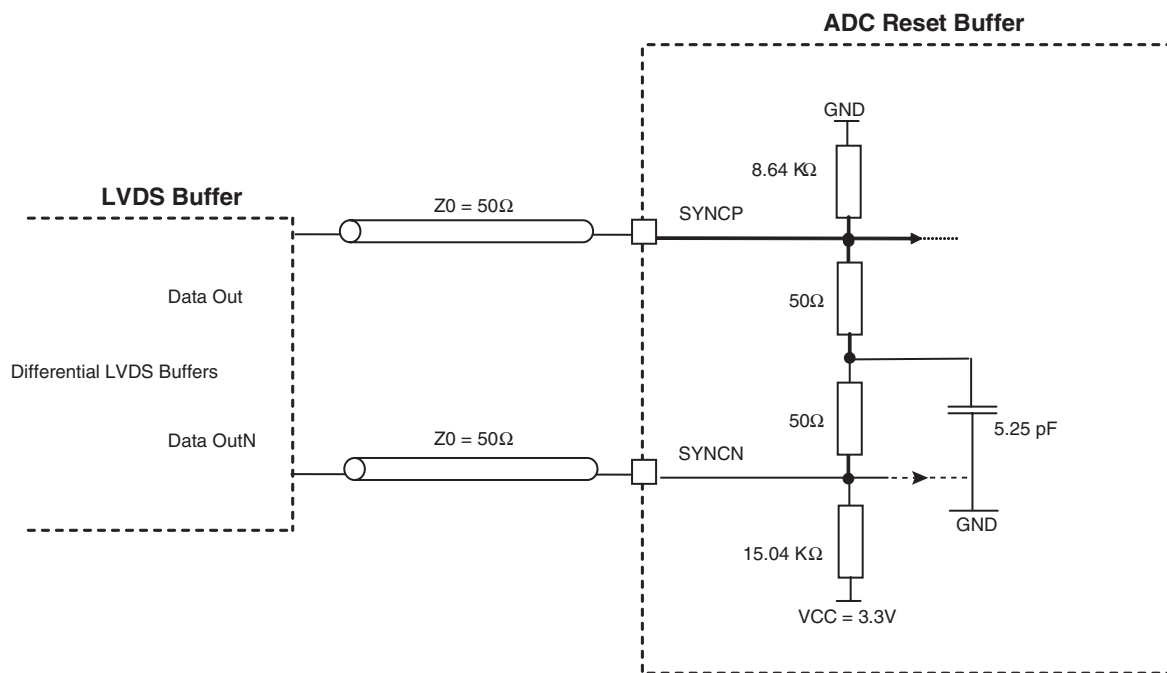 ADC Reset Buffer
GND
8.64 KΩ
LVDS Buffer
Z0 = 50Ω
SYNCP
Data Out
50Ω
Differential LVDS Buffers
50Ω
5.25 pF
Data OutN
Z0 = 50Ω
SYNCN
GND
15.04 KΩ
VCC = 3.3V